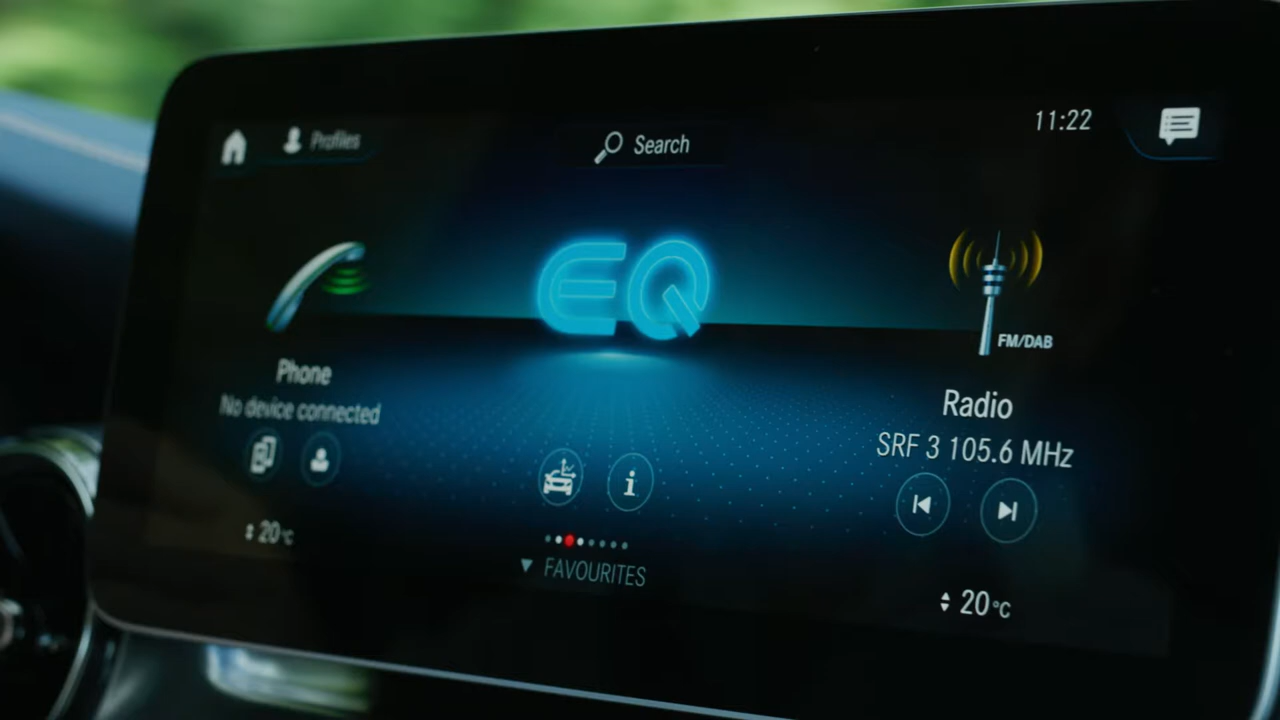 Profiles
Search
11:22
EQ
FM/DAB
Phone
No device connected
Radio
SRF 3 105.6 MHz
i
20°C
FAVOURITES
20°C